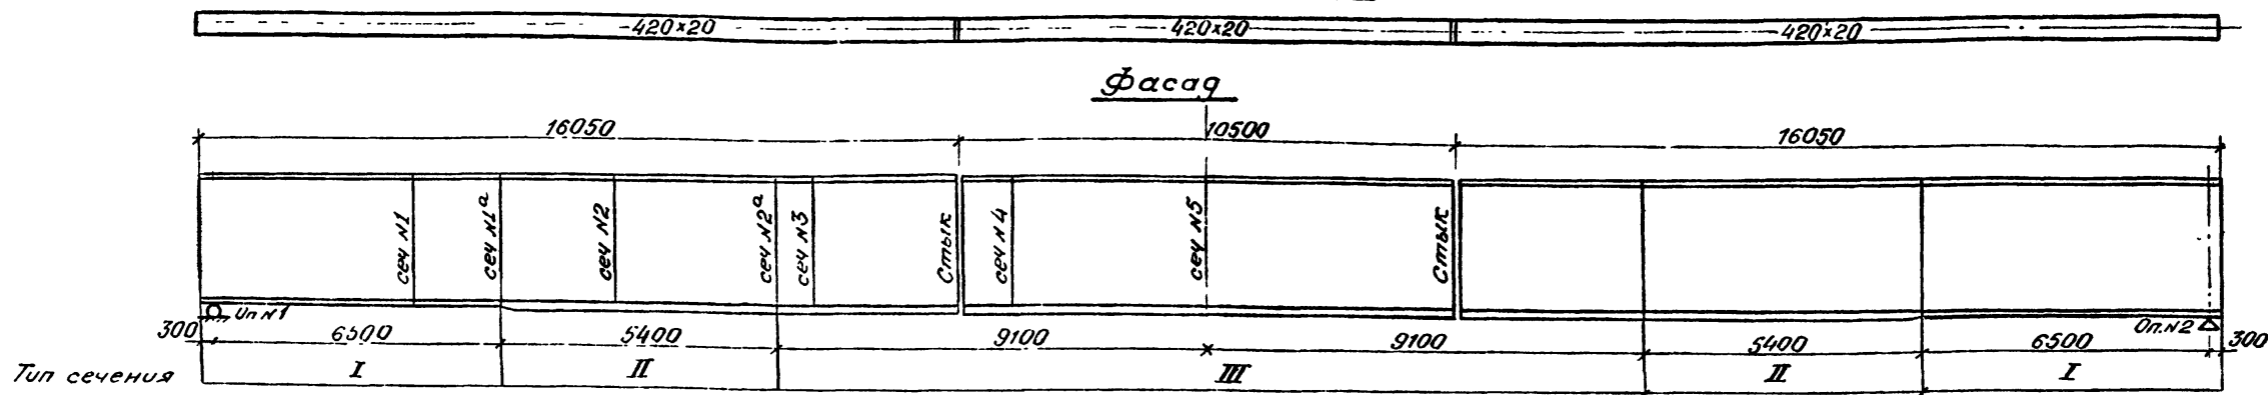 420×20 420×20 420×20
Фасад
16050 10500 16050
сеч N1
сеч N1а
сеч N2
сеч N2а
сеч N3
Стык
сеч N4
сеч N5
Стык
Оп.N1
Оп.N2
300 6500 5400 9100 9100 5400 6500 300
Тип сечения I II III II I